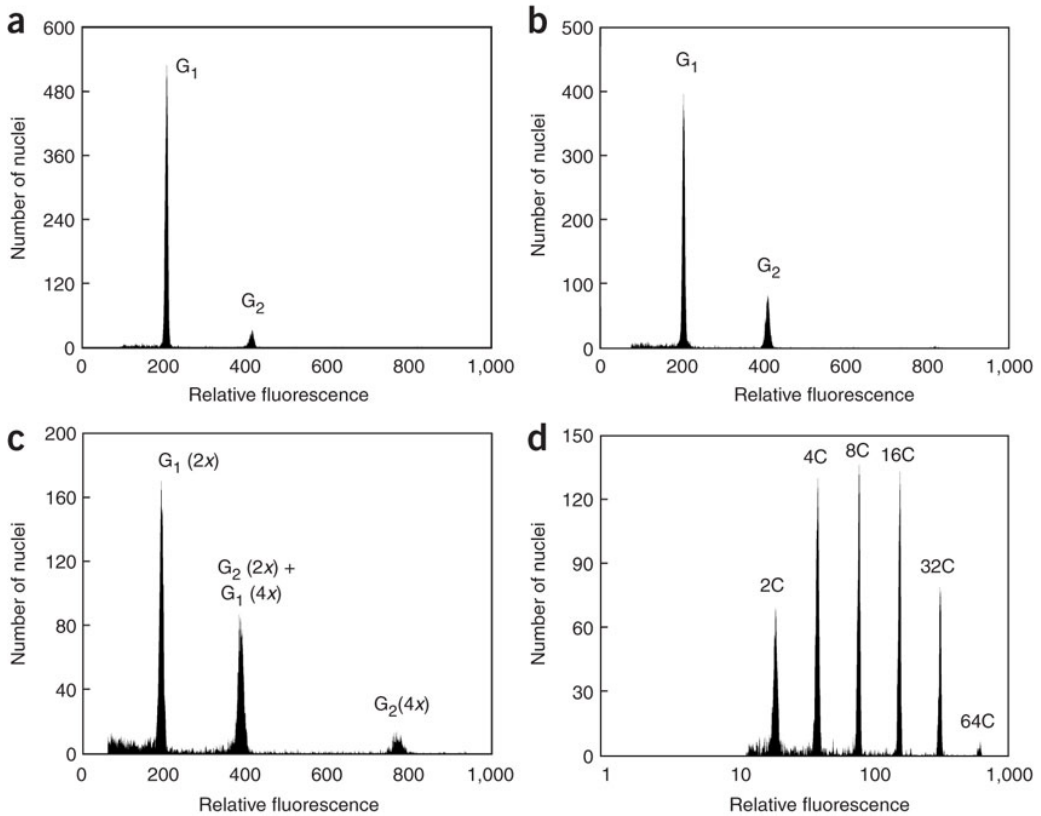 a
600
480
360
240
120
0
Number of nuclei
G1
G2
0 200 400 600 800 1,000
Relative fluorescence
b
500
400
300
200
100
0
Number of nuclei
G1
G2
0 200 400 600 800 1,000
Relative fluorescence
c
200
160
120
80
40
0
Number of nuclei
G1 (2x)
G2 (2x) +
G1 (4x)
G2(4x)
0 200 400 600 800 1,000
Relative fluorescence
d
150
120
90
60
30
0
Number of nuclei
2C
4C
8C
16C
32C
64C
1 10 100 1,000
Relative fluorescence